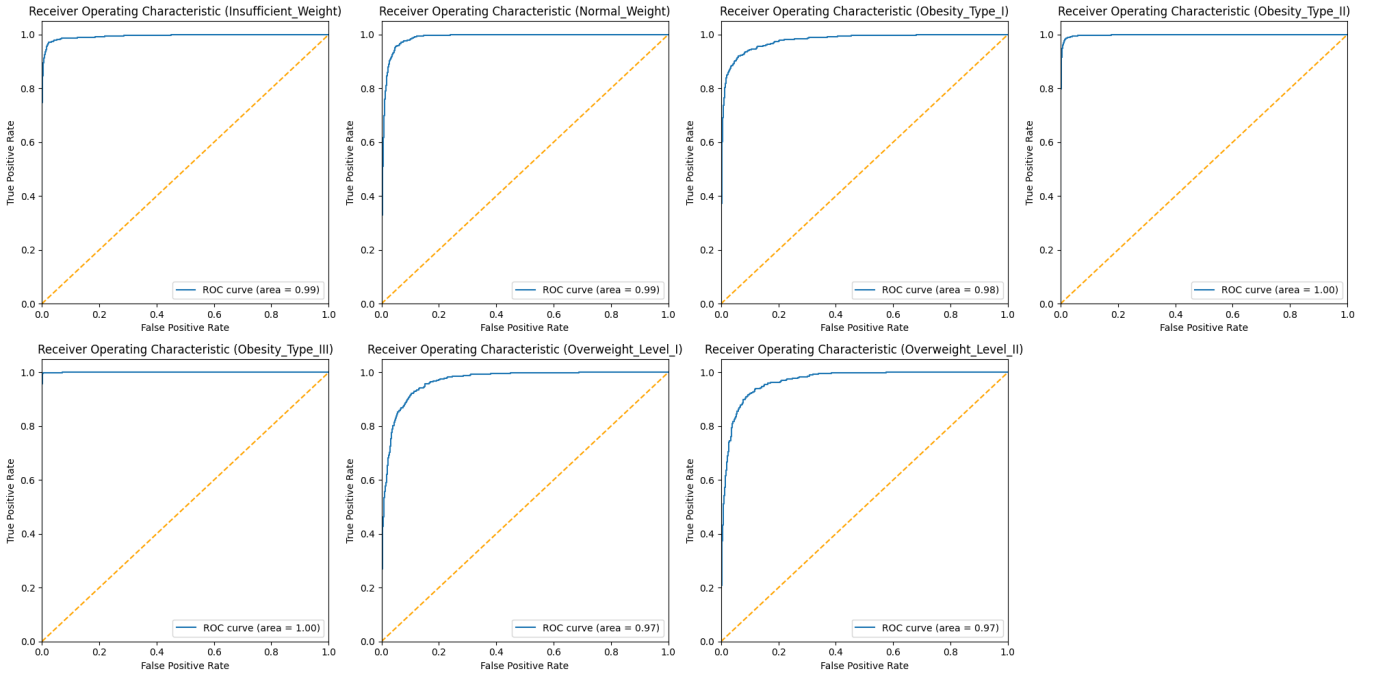 Receiver Operating Characteristic (Insufficient_Weight)
True Positive Rate
1.0
0.8
0.6
0.4
0.2
0.0
ROC curve (area = 0.99)
0.0 0.2 0.4 0.6 0.8 1.0
False Positive Rate
Receiver Operating Characteristic (Normal_Weight)
True Positive Rate
1.0
0.8
0.6
0.4
0.2
0.0
ROC curve (area = 0.99)
0.0 0.2 0.4 0.6 0.8 1.0
False Positive Rate
Receiver Operating Characteristic (Obesity_Type_I)
True Positive Rate
1.0
0.8
0.6
0.4
0.2
0.0
ROC curve (area = 0.98)
0.0 0.2 0.4 0.6 0.8 1.0
False Positive Rate
Receiver Operating Characteristic (Obesity_Type_II)
True Positive Rate
1.0
0.8
0.6
0.4
0.2
0.0
ROC curve (area = 1.00)
0.0 0.2 0.4 0.6 0.8 1.0
False Positive Rate
Receiver Operating Characteristic (Obesity_Type_III)
True Positive Rate
1.0
0.8
0.6
0.4
0.2
0.0
ROC curve (area = 1.00)
0.0 0.2 0.4 0.6 0.8 1.0
False Positive Rate
Receiver Operating Characteristic (Overweight_Level_I)
True Positive Rate
1.0
0.8
0.6
0.4
0.2
0.0
ROC curve (area = 0.97)
0.0 0.2 0.4 0.6 0.8 1.0
False Positive Rate
Receiver Operating Characteristic (Overweight_Level_II)
True Positive Rate
1.0
0.8
0.6
0.4
0.2
0.0
ROC curve (area = 0.97)
0.0 0.2 0.4 0.6 0.8 1.0
False Positive Rate